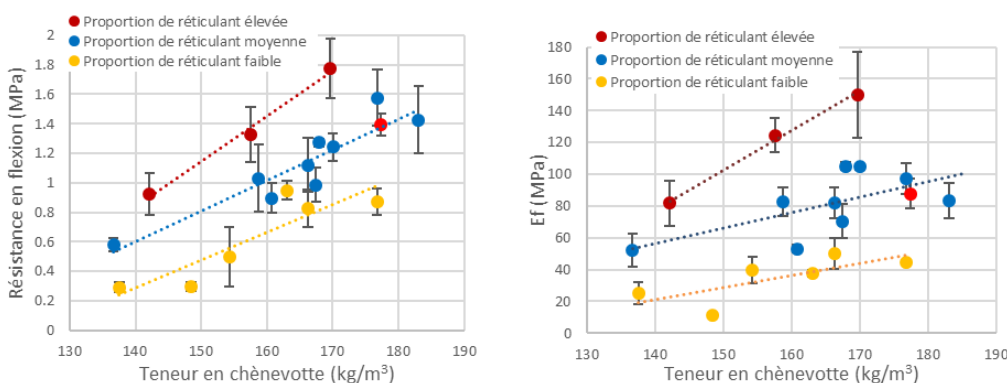 Proportion de réticulant élevée
Proportion de réticulant moyenne
Proportion de réticulant faible
Résistance en flexion (MPa)
2
1.8
1.6
1.4
1.2
1
0.8
0.6
0.4
0.2
0
130 140 150 160 170 180 190
Teneur en chènevotte (kg/m³)
Proportion de réticulant élevée
Proportion de réticulant moyenne
Proportion de réticulant faible
Ef (MPa)
180
160
140
120
100
80
60
40
20
0
130 140 150 160 170 180 190
Teneur en chènevotte (kg/m³)